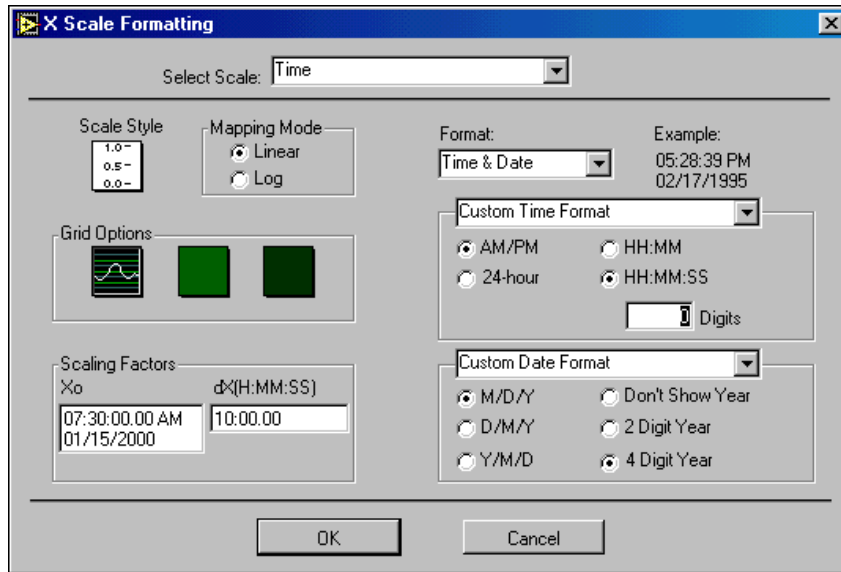 X Scale Formatting
Select Scale: Time
Scale Style
1.0
0.5
0.0
Mapping Mode
Linear
Log
Grid Options
Scaling Factors
Xo
07:30:00.00 AM
01/15/2000
dX(H:MM:SS)
10:00.00
Format:
Time & Date
Example:
05:28:39 PM
02/17/1995
Custom Time Format
AM/PM
HH:MM
24-hour
HH:MM:SS
0 Digits
Custom Date Format
M/D/Y
Don't Show Year
D/M/Y
2 Digit Year
Y/M/D
4 Digit Year
OK
Cancel